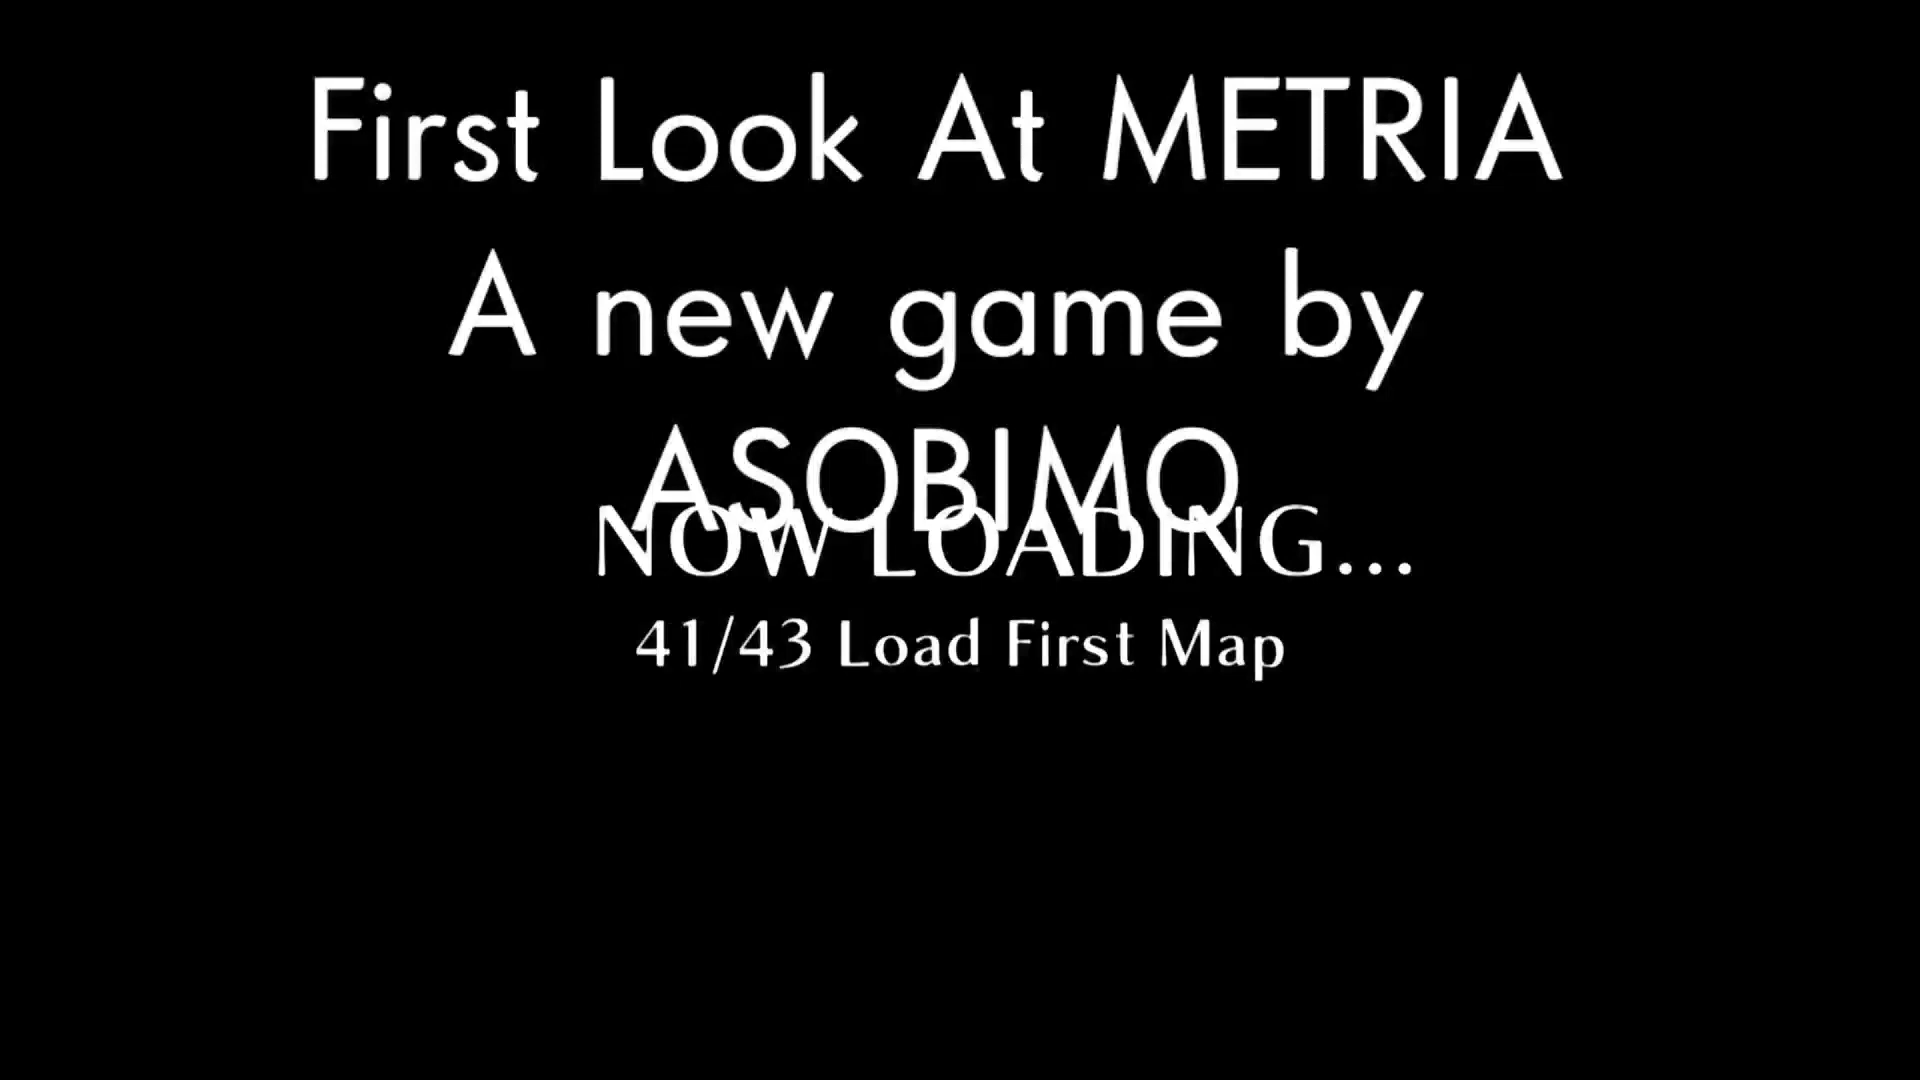 First Look At METRIA
A new game by
ASOBIMO
NOW LOADING...
41/43 Load First Map